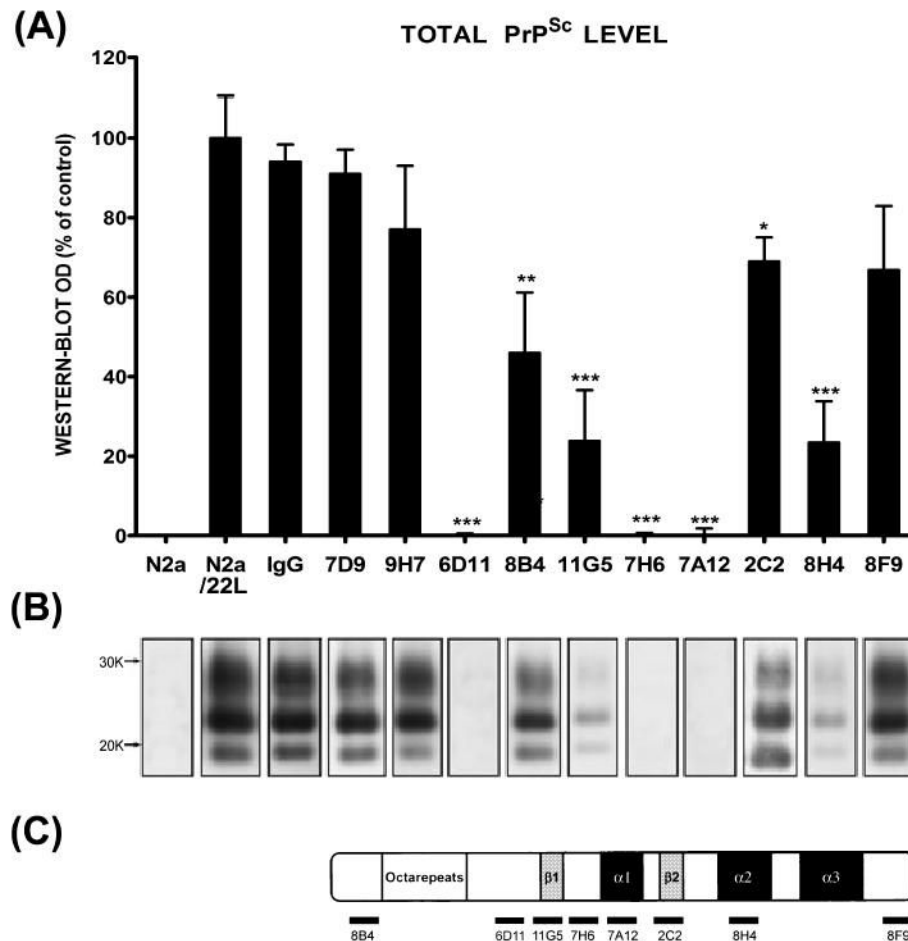 (A)
TOTAL PrPSc LEVEL
WESTERN-BLOT OD (% of control)
120
100
80
60
40
20
0
*** ** *** *** *** * ***
N2a N2a IgG 7D9 9H7 6D11 8B4 11G5 7H6 7A12 2C2 8H4 8F9
/22L
(B)
30K
20K
(C)
Octarepeats β1 α1 β2 α2 α3
8B4 6D11 11G5 7H6 7A12 2C2 8H4 8F9